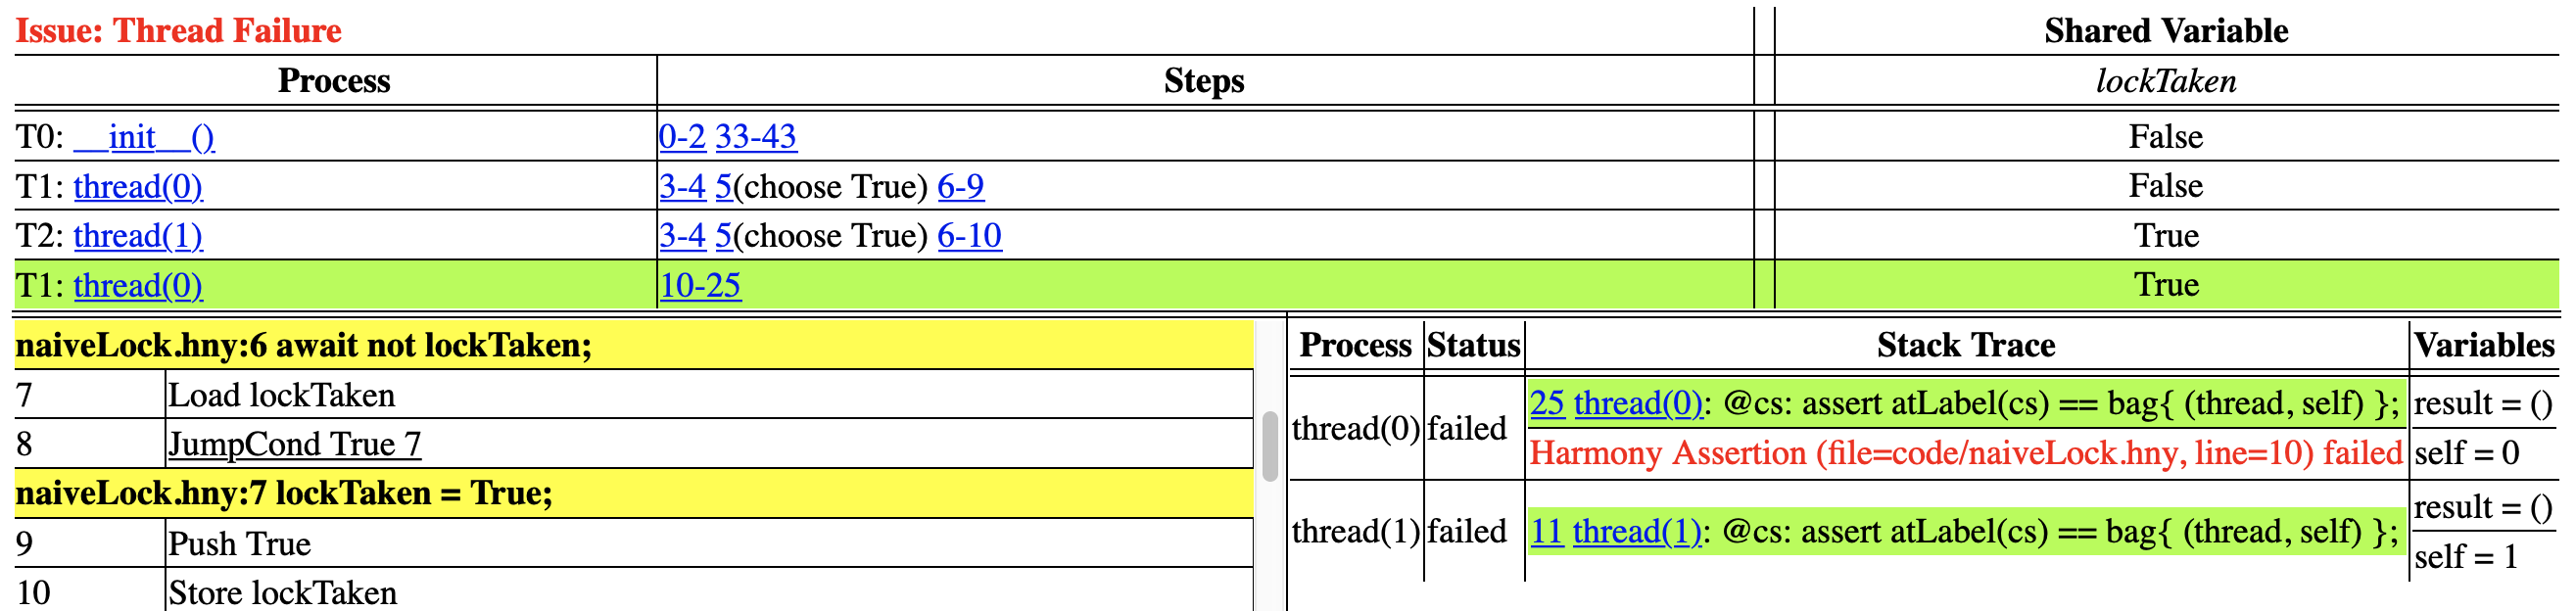 Issue: Thread Failure Shared Variable
Process Steps lockTaken
T0: __init__() 0-2 33-43 False
T1: thread(0) 3-4 5(choose True) 6-9 False
T2: thread(1) 3-4 5(choose True) 6-10 True
T1: thread(0) 10-25 True
naiveLock.hny:6 await not lockTaken;
7 Load lockTaken
8 JumpCond True 7
naiveLock.hny:7 lockTaken = True;
9 Push True
10 Store lockTaken
Process Status Stack Trace Variables
thread(0) failed 25 thread(0): @cs: assert atLabel(cs) == bag{ (thread, self) }; result = ()
Harmony Assertion (file=code/naiveLock.hny, line=10) failed self = 0
thread(1) failed 11 thread(1): @cs: assert atLabel(cs) == bag{ (thread, self) }; result = ()
self = 1